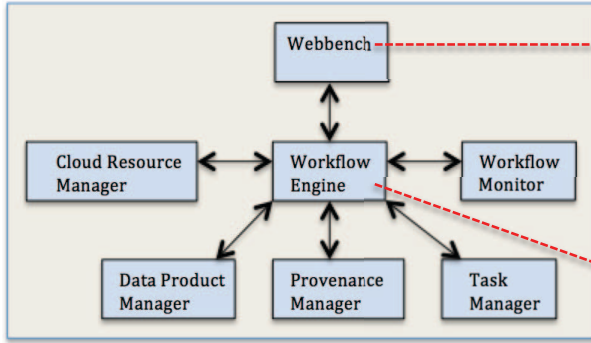 Webbench
Cloud Resource
Manager
Workflow
Engine
Workflow
Monitor
Data Product
Manager
Provenance
Manager
Task
Manager